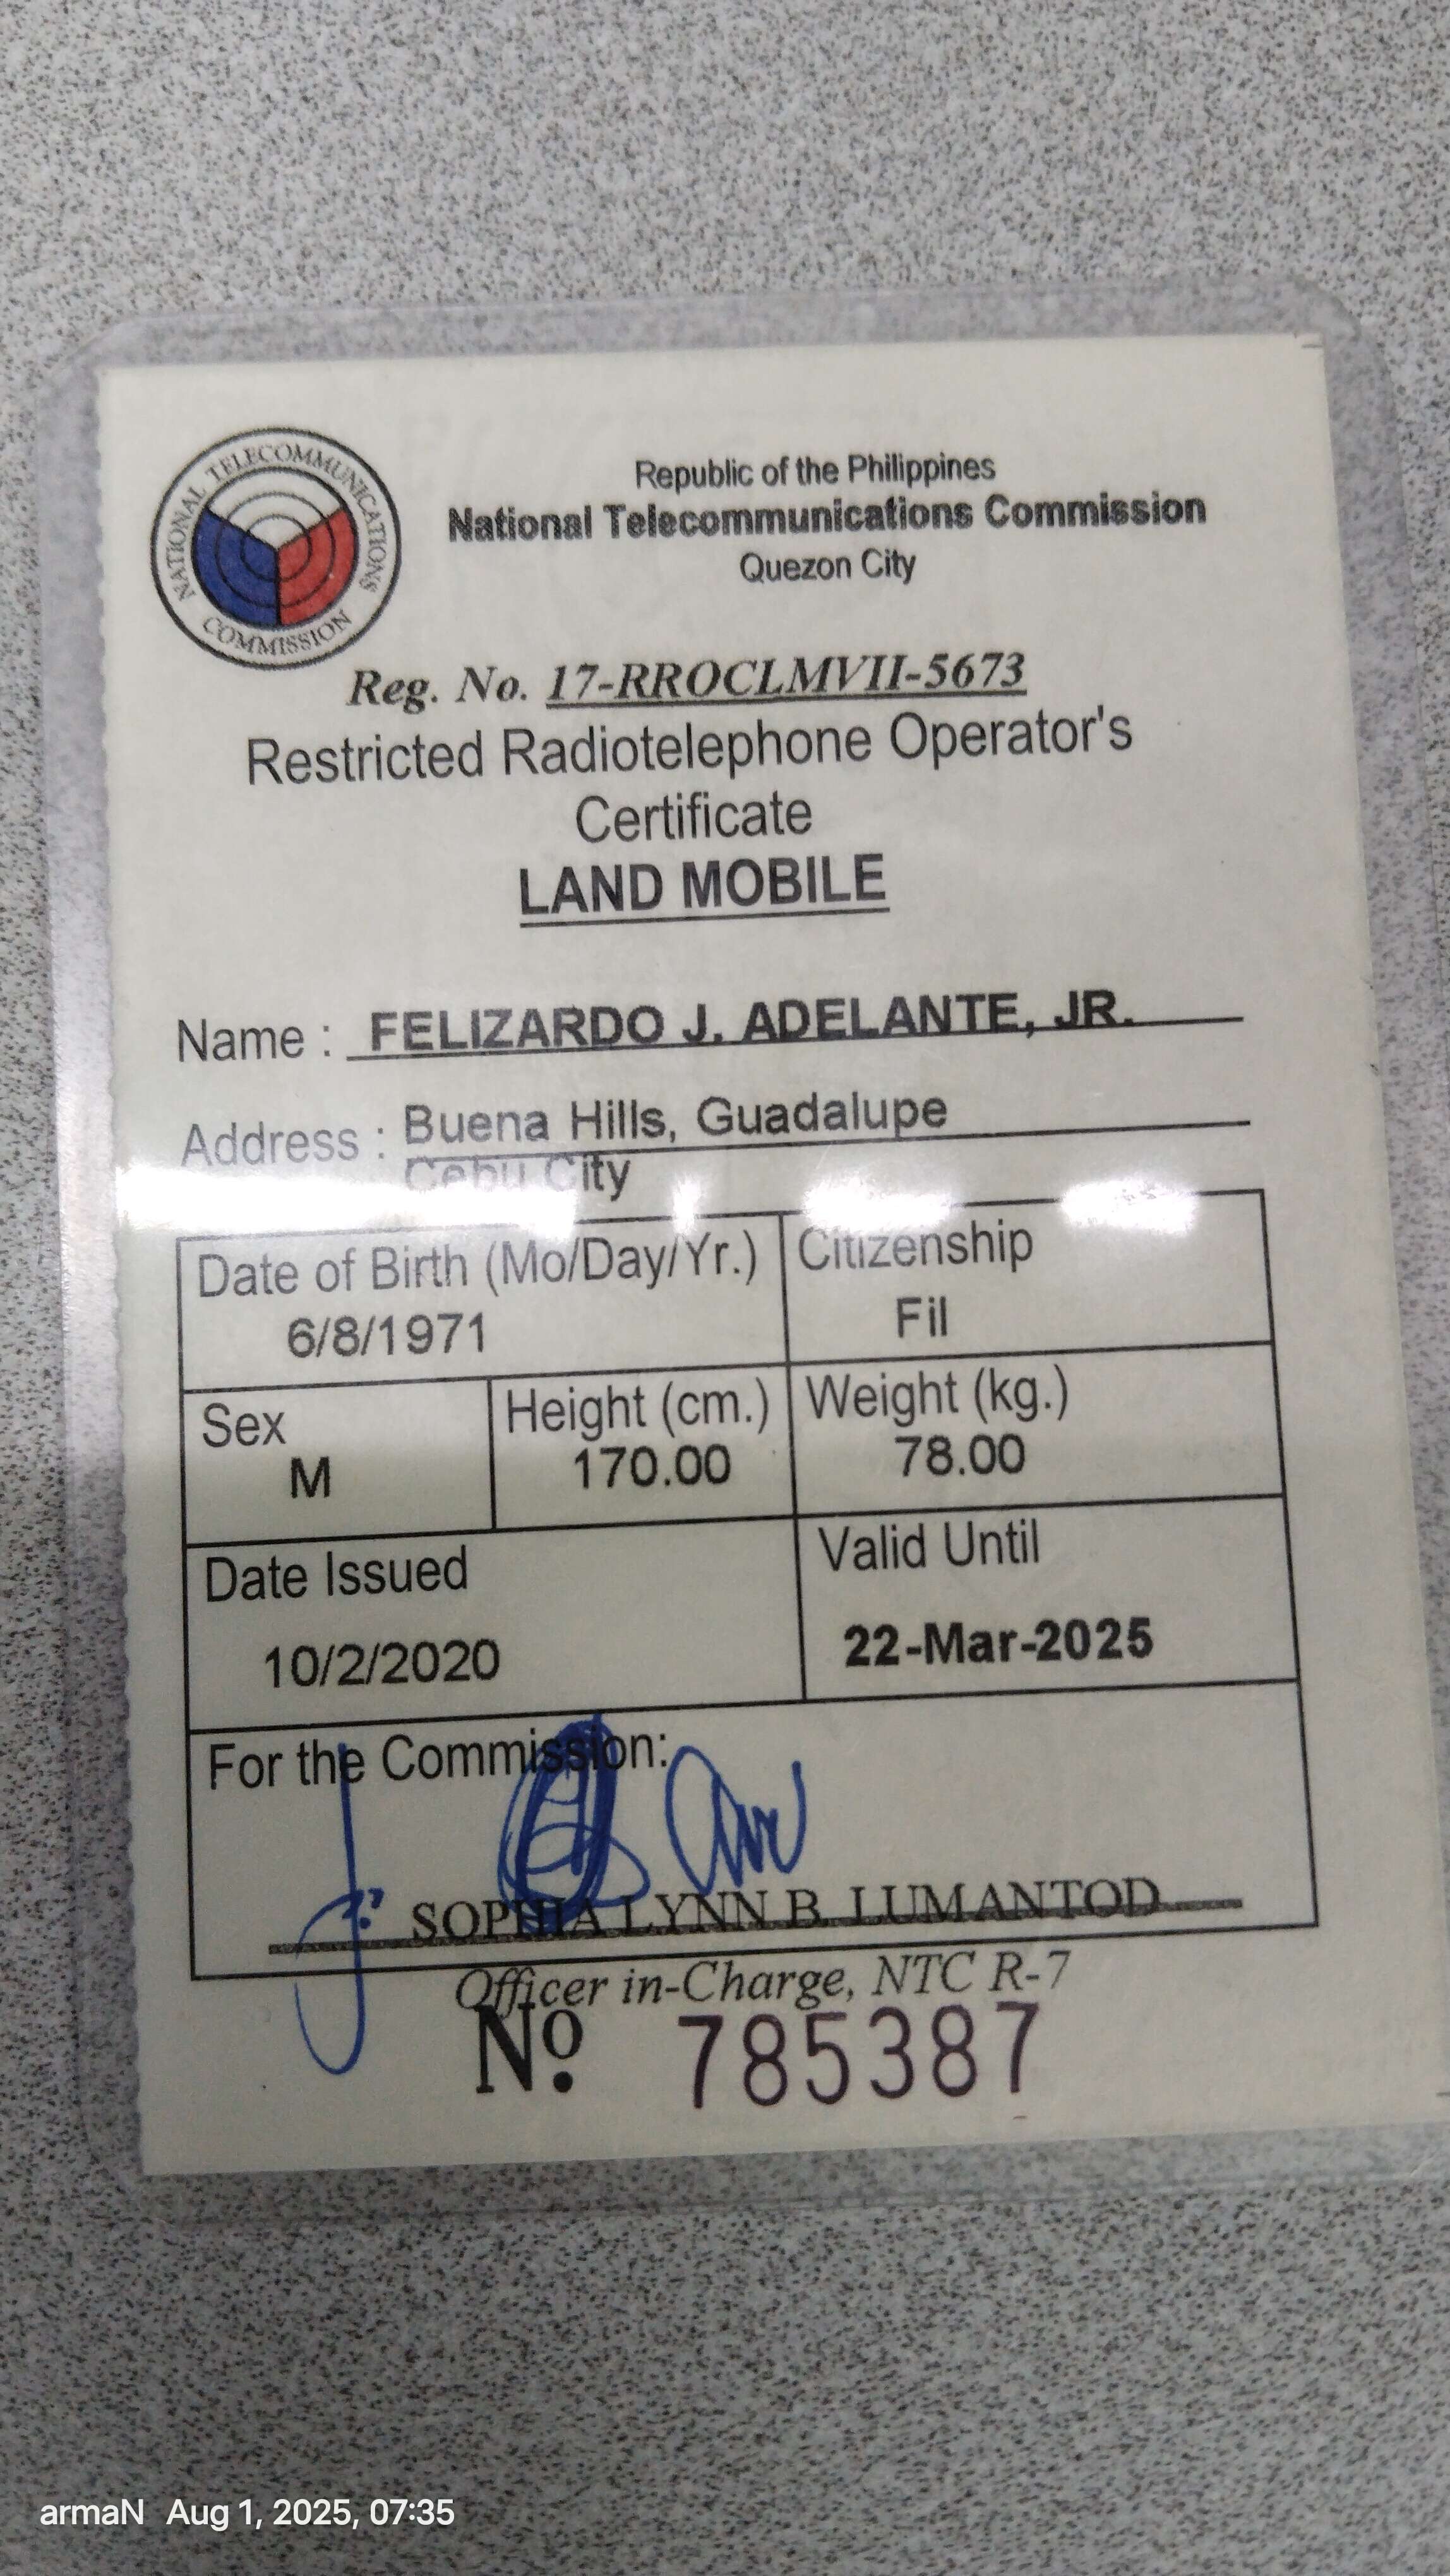 NATIONAL TELECOMMUNICATIONS COMMISSION
Republic of the Philippines
National Telecommunications Commission
Quezon City
Reg. No. 17-RROCLMVII-5673
Restricted Radiotelephone Operator's
Certificate
LAND MOBILE
Name : FELIZARDO J. ADELANTE, JR.
Address : Buena Hills, Guadalupe
Cebu City
Date of Birth (Mo/Day/Yr.) Citizenship
6/8/1971 Fil
Sex Height (cm.) Weight (kg.)
M 170.00 78.00
Date Issued Valid Until
10/2/2020 22-Mar-2025
For the Commission:
SOPHIA LYNN B. LUMANTOD
Officer in-Charge, NTC R-7
Nº 785387
armaN Aug 1, 2025, 07:35